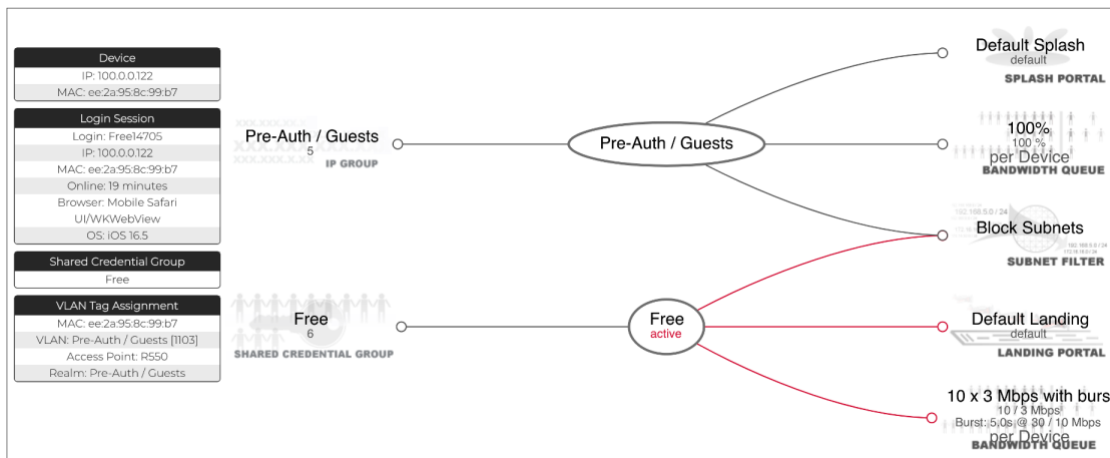 Device
IP: 100.0.0.122
MAC: ee:2a:95:8c:99:b7
Login Session
Login: Free14705
IP: 100.0.0.122
MAC: ee:2a:95:8c:99:b7
Online: 19 minutes
Browser: Mobile Safari
UI/WKWebView
OS: iOS 16.5
Shared Credential Group
Free
VLAN Tag Assignment
MAC: ee:2a:95:8c:99:b7
VLAN: Pre-Auth / Guests [1103]
Access Point: R550
Realm: Pre-Auth / Guests
Pre-Auth / Guests
5
IP GROUP
Free
6
SHARED CREDENTIAL GROUP
Pre-Auth / Guests
Free
active
Default Splash
default
SPLASH PORTAL
100%
100 %
per Device
BANDWIDTH QUEUE
192.168.5.0 / 24
Block Subnets
SUBNET FILTER
Default Landing
default
LANDING PORTAL
10 x 3 Mbps with burs
10 / 3 Mbps
Burst: 5.0s @ 30 / 10 Mbps
per Device
BANDWIDTH QUEUE